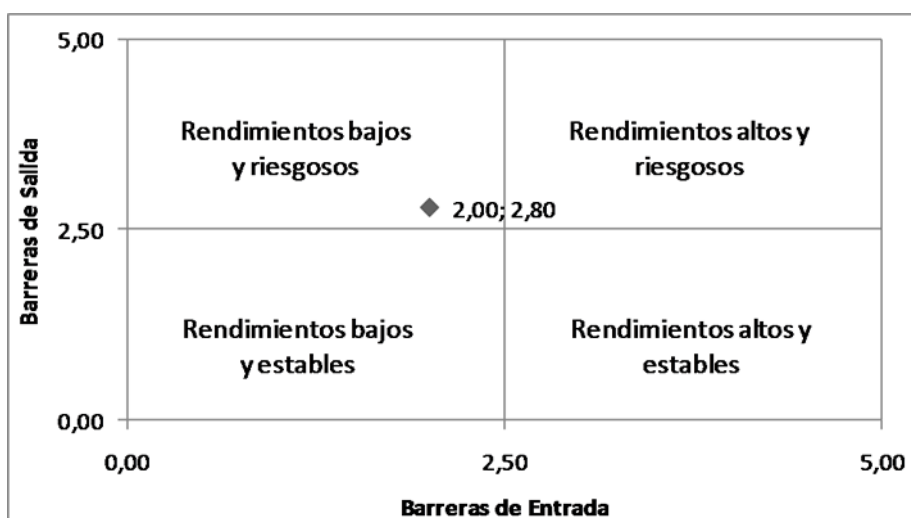 5,00
Rendimientos bajos
y riesgosos
Rendimientos altos y
riesgosos
Barreras de Salida
2,00; 2,80
2,50
Rendimientos bajos
y estables
Rendimientos altos y
estables
0,00
0,00
2,50
5,00
Barreras de Entrada